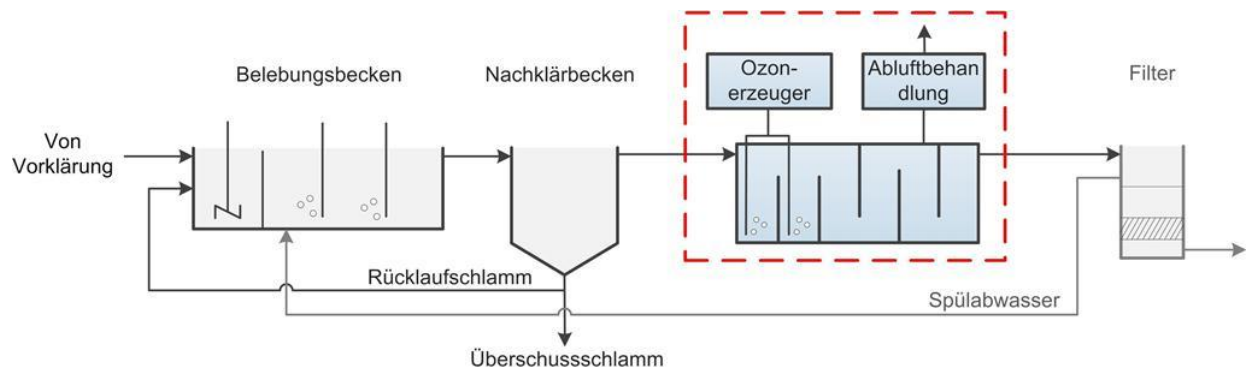 Belebungsbecken
Nachklärbecken
Ozon-
erzeuger
Abluftbehan
dlung
Filter
Von
Vorklärung
Rücklaufschlamm
Spülabwasser
Überschussschlamm